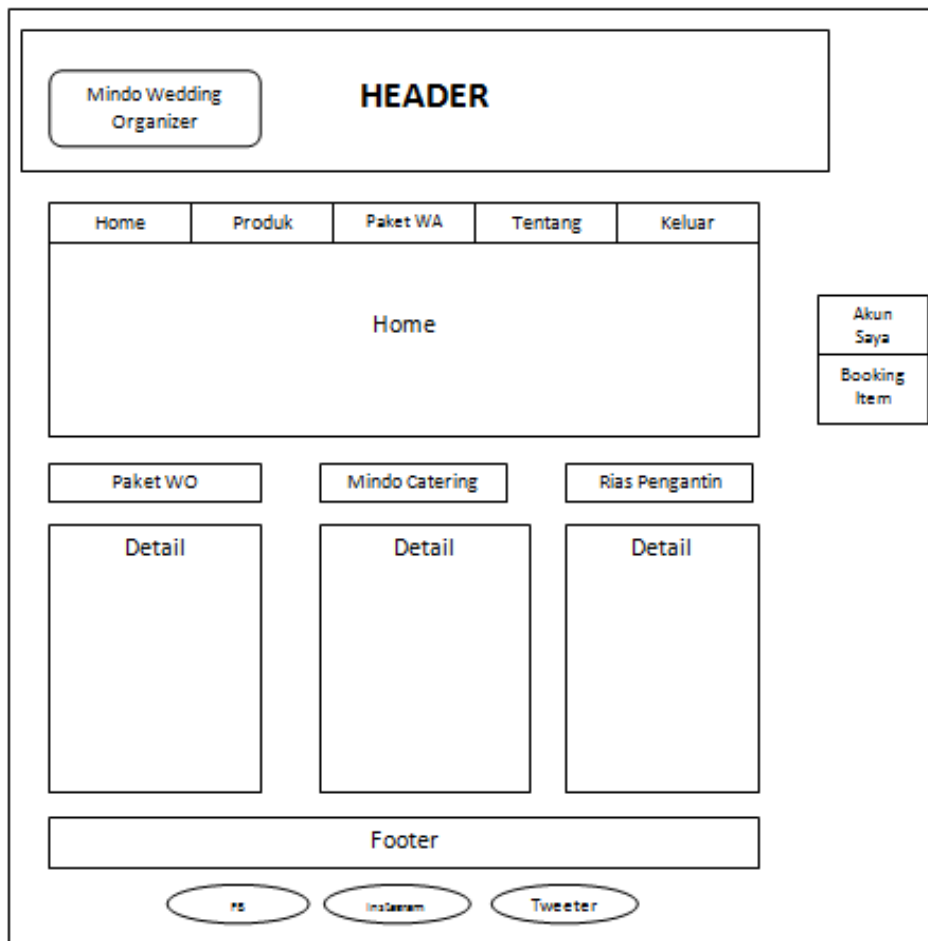 Mindo Wedding
Organizer
HEADER
Home
Produk
Paket WA
Tentang
Keluar
Home
Akun
Saya
Booking
Item
Paket WO
Mindo Catering
Rias Pengantin
Detail
Detail
Detail
Footer
FB
Instagram
Tweeter